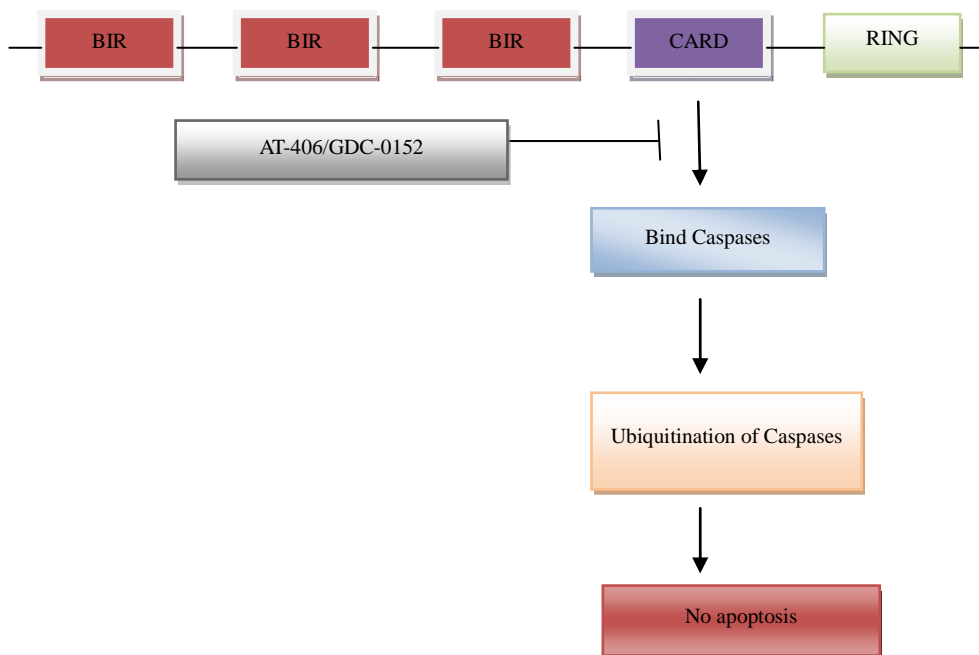 BIR BIR BIR CARD RING
AT-406/GDC-0152
Bind Caspases
Ubiquitination of Caspases
No apoptosis